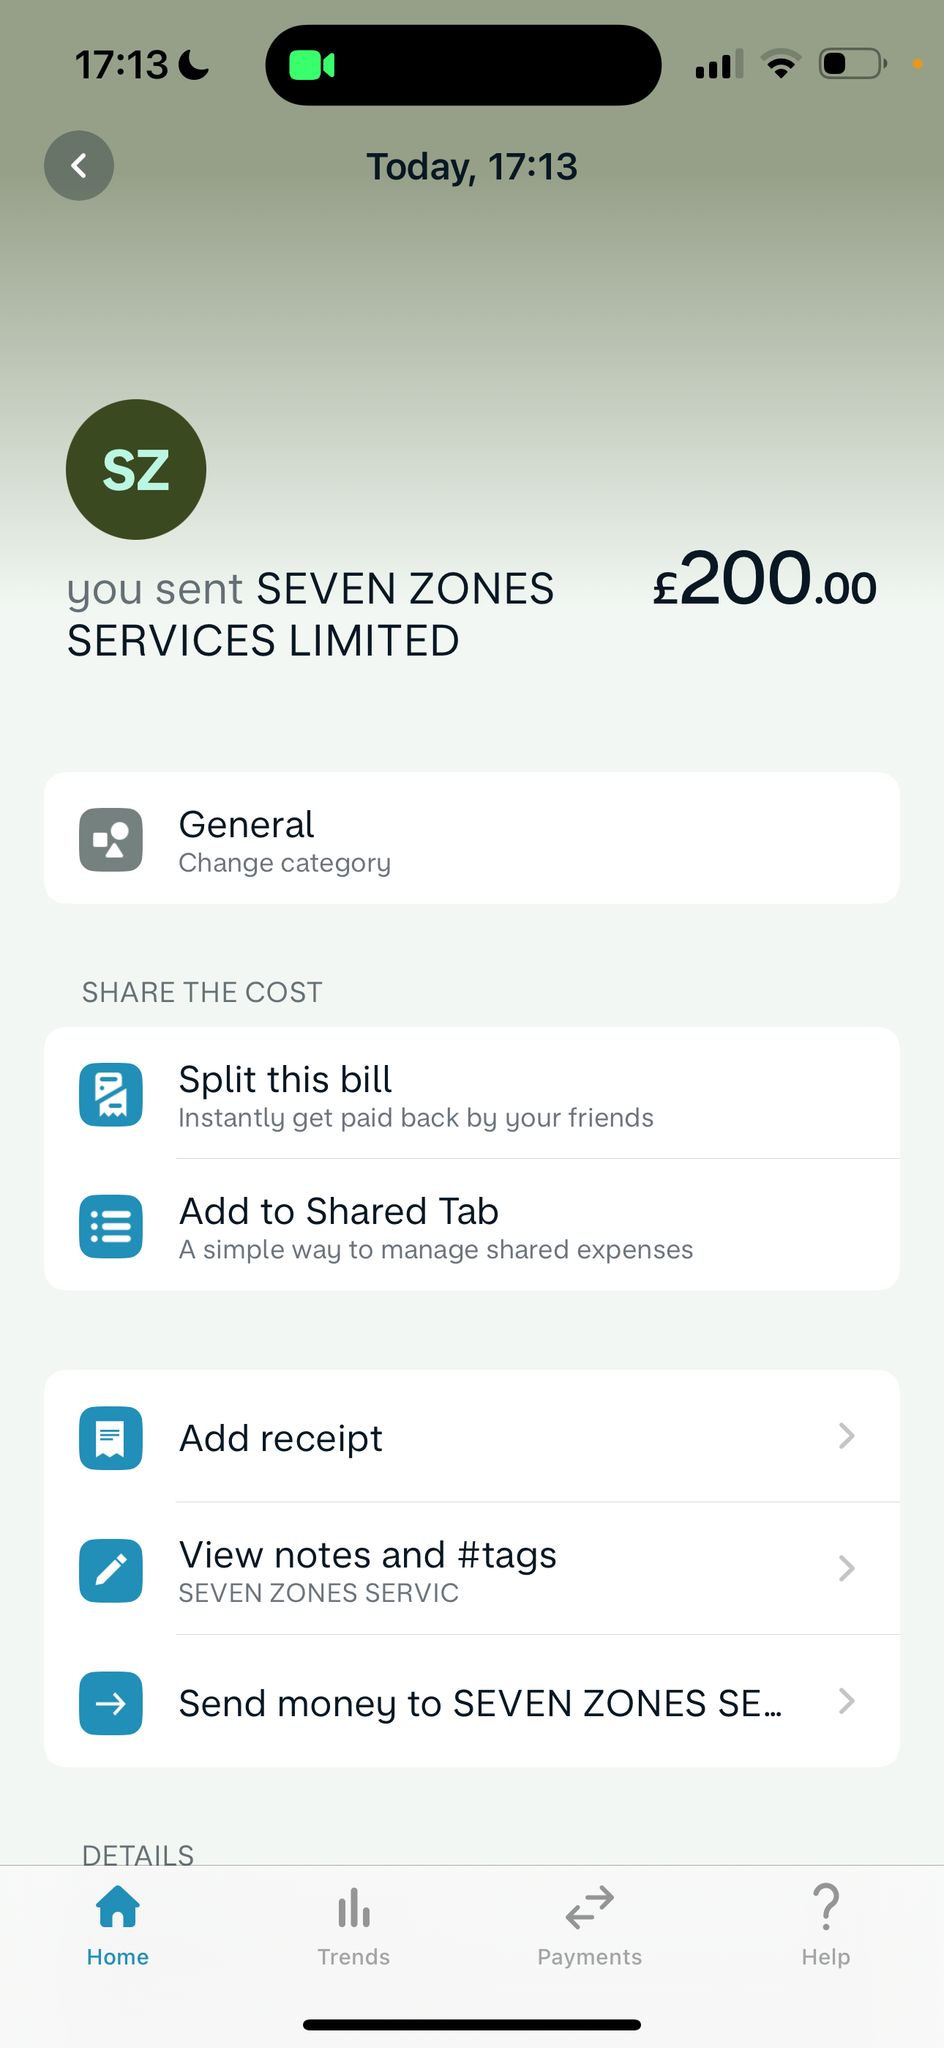 17:13
Today, 17:13
SZ
you sent SEVEN ZONES
SERVICES LIMITED
£200.00
General
Change category
SHARE THE COST
Split this bill
Instantly get paid back by your friends
Add to Shared Tab
A simple way to manage shared expenses
Add receipt
View notes and #tags
SEVEN ZONES SERVIC
Send money to SEVEN ZONES SE...
DETAILS
Home
Trends
Payments
Help